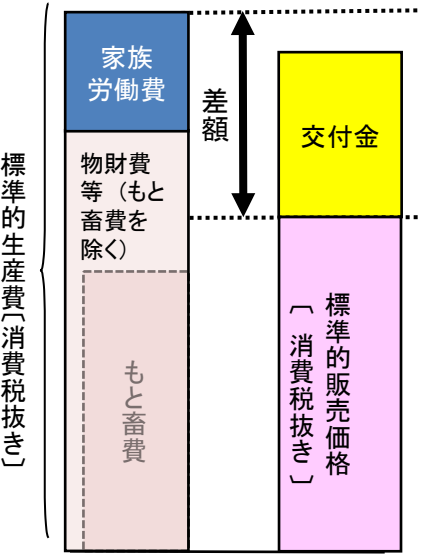 標準的生産費〔消費税抜き〕
家族
労働費
物財費
等（もと
畜費を
除く）
もと畜費
差額
交付金
標準的販売価格
〔消費税抜き〕